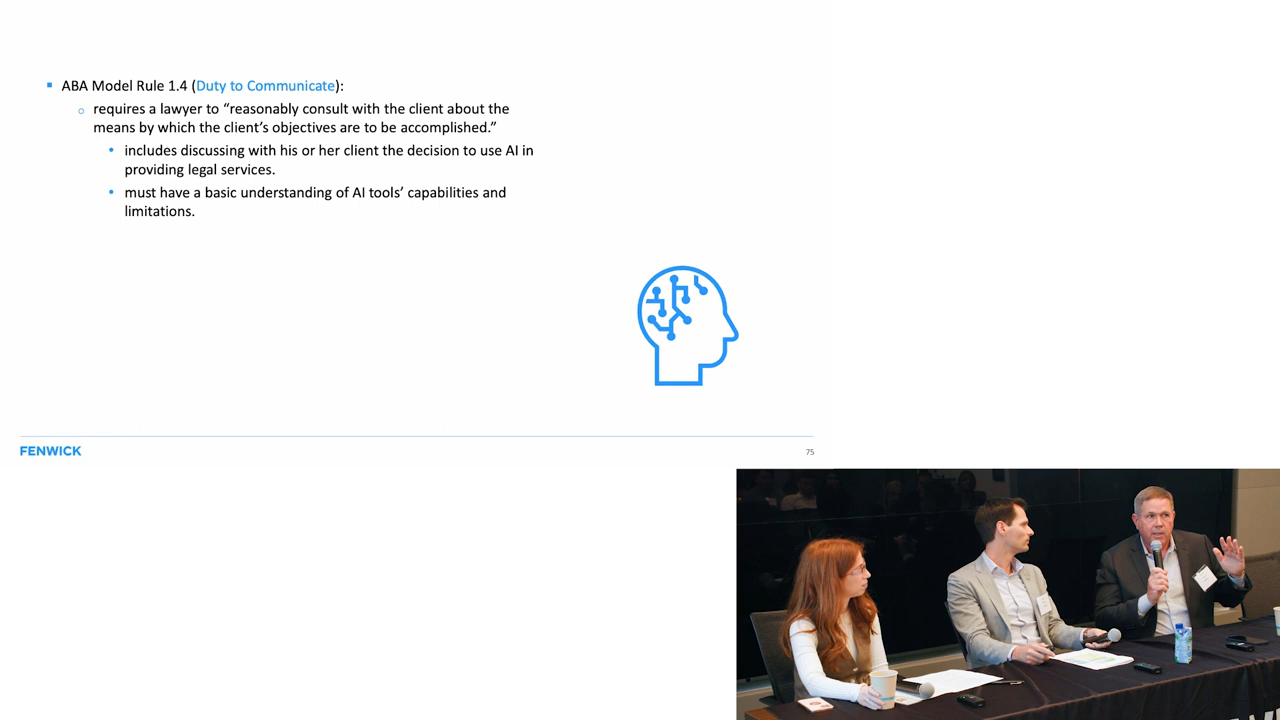 ABA Model Rule 1.4 (Duty to Communicate):
requires a lawyer to “reasonably consult with the client about the
means by which the client’s objectives are to be accomplished.”
includes discussing with his or her client the decision to use AI in
providing legal services.
must have a basic understanding of AI tools’ capabilities and
limitations.
FENWICK
75